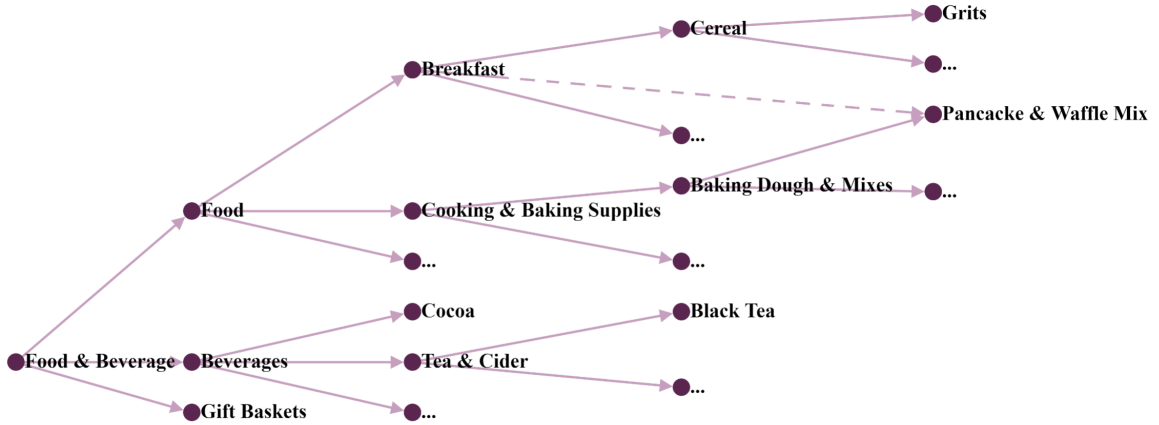 Grits
Cereal
...
Breakfast
Pancacke & Waffle Mix
...
Baking Dough & Mixes
...
Food
Cooking & Baking Supplies
...
...
Cocoa
Black Tea
Food & Beverage
Beverages
Tea & Cider
...
Gift Baskets
...